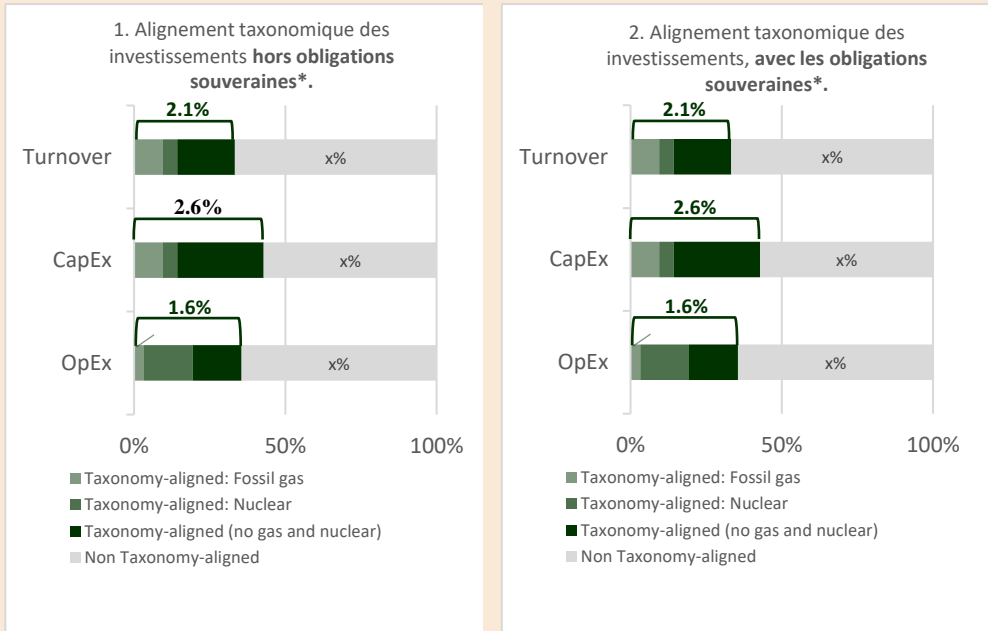 1. Alignement taxonomique des
investissements hors obligations
souveraines*.
2.1%
Turnover
x%
2.6%
CapEx
x%
1.6%
OpEx
x%
0%
50%
100%
Taxonomy-aligned: Fossil gas
Taxonomy-aligned: Nuclear
Taxonomy-aligned (no gas and nuclear)
Non Taxonomy-aligned
2. Alignement taxonomique des
investissements, avec les obligations
souveraines*.
2.1%
Turnover
x%
2.6%
CapEx
x%
1.6%
OpEx
x%
0%
50%
100%
Taxonomy-aligned: Fossil gas
Taxonomy-aligned: Nuclear
Taxonomy-aligned (no gas and nuclear)
Non Taxonomy-aligned